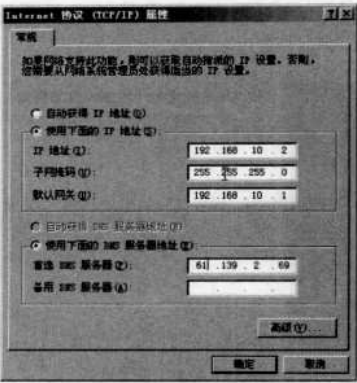 Internet 协议 (TCP/IP) 属性
常规
如果网络支持此功能，则可以获取自动指派的 IP 设置。否则，
您需要从网络系统管理员处获得适当的 IP 设置。
自动获得 IP 地址(O)
使用下面的 IP 地址(S):
IP 地址(I): 192 .168 . 10 . 2
子网掩码(U): 255 .255 .255 . 0
默认网关(D): 192 .168 . 10 . 1
自动获得 DNS 服务器地址(B)
使用下面的 DNS 服务器地址(E):
首选 DNS 服务器(P): 61 .139 . 2 . 69
备用 DNS 服务器(A): . . .
高级(V)...
确定 取消